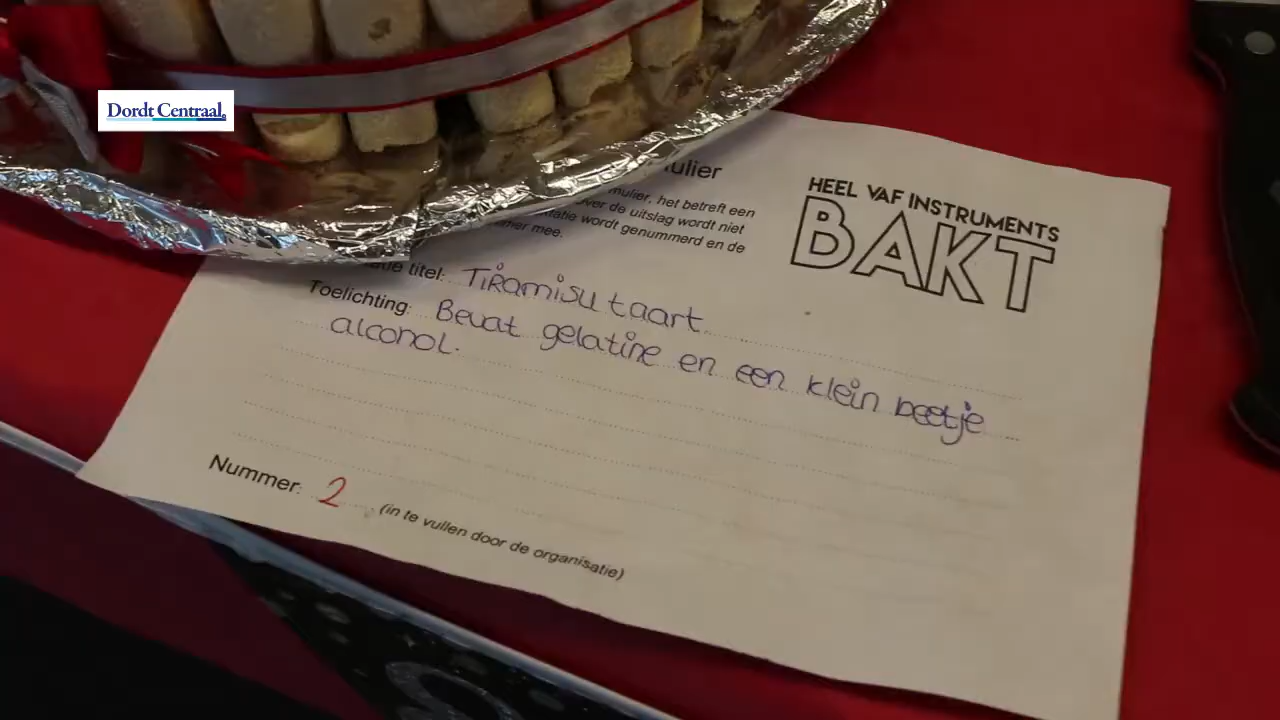 Dordt Centraal
HEEL VAF INSTRUMENTS
BAKT
mulier, het betreft een
over de uitslag wordt niet
wordt genummerd en de
mee.
titel: Tiramisu taart
Toelichting: Bevat gelatine en een klein beetje
alcohol.
Nummer: 2 (in te vullen door de organisatie)